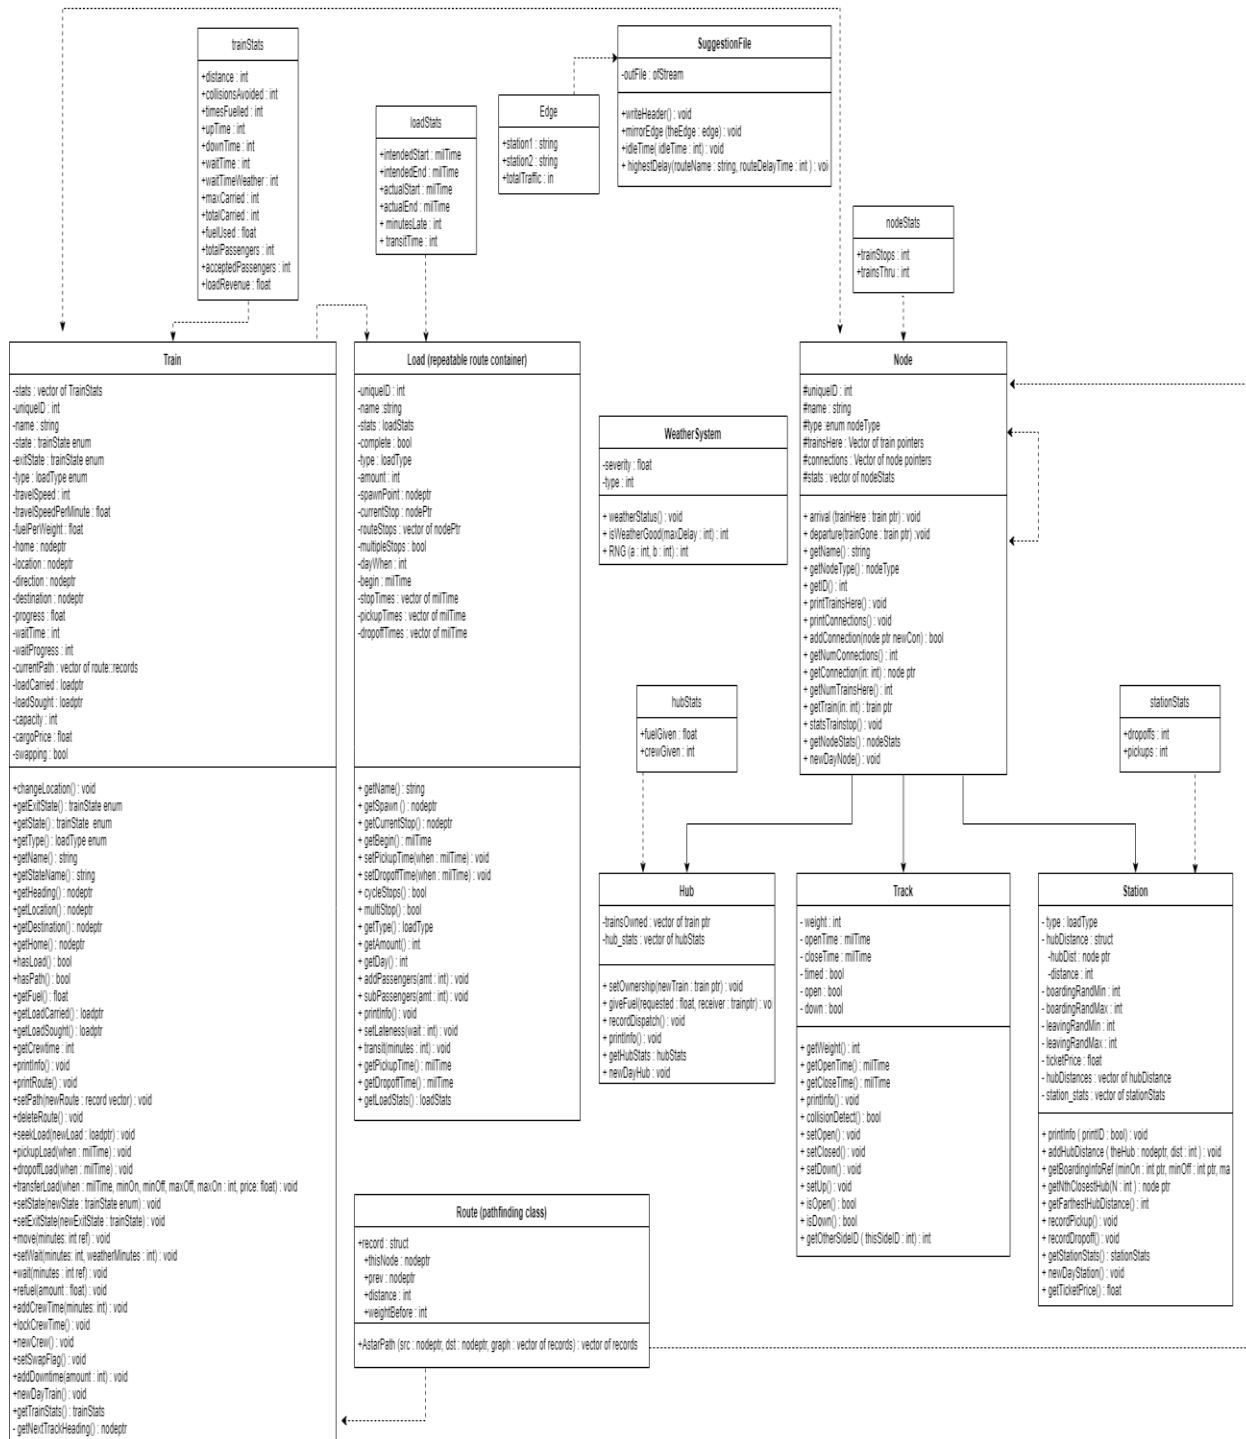 trainStats
+distance : int
+collisionsAvoided : int
+timesFuelled : int
+upTime : int
+downTime : int
+waitTime : int
+waitTimeWeather : int
+maxCarried : int
+totalCarried : int
+fuelUsed : float
+totalPassengers : int
+acceptedPassengers : int
+loadRevenue : float
loadStats
+intendedStart : milTime
+intendedEnd : milTime
+actualStart : milTime
+actualEnd : milTime
+ minutesLate : int
+ transitTime : int
Edge
+station1 : string
+station2 : string
+totalTraffic : in
SuggestionFile
-outFile : ofStream
+writeHeader() : void
+mirrorEdge (theEdge : edge) : void
+idleTime( idleTime : int) : void
+ highestDelay(routeName : string, routeDelayTime : int ) : voi
nodeStats
+trainStops : int
+trainsThru : int
Train
-stats : vector of TrainStats
-uniqueID : int
-name : string
-state : trainState enum
-exitState : trainState enum
-type : loadType enum
-travelSpeed : int
-travelSpeedPerMinute : float
-fuelPerWeight : float
-home : nodeptr
-location : nodeptr
-direction : nodeptr
-destination : nodeptr
-progress : float
-waitTime : int
-waitProgress : int
-currentPath : vector of route::records
-loadCarried : loadptr
-loadSought : loadptr
-capacity : int
-cargoPrice : float
-swapping : bool
+changeLocation() : void
+getExitState() : trainState enum
+getState() : trainState enum
+getType() : loadType enum
+getName() : string
+getStateName() : string
+getHeading() : nodeptr
+getLocation() : nodeptr
+getDestination() : nodeptr
+getHome() : nodeptr
+hasLoad() : bool
+hasPath() : bool
+getFuel() : float
+getLoadCarried() : loadptr
+getLoadSought() : loadptr
+getCrewtime : int
+printInfo() : void
+printRoute() : void
+setPath(newRoute : record vector) : void
+deleteRoute() : void
+seekLoad(newLoad : loadptr) : void
+pickupLoad(when : milTime) : void
+dropoffLoad(when : milTime) : void
+transferLoad(when : milTime, minOn, minOff, maxOff, maxOn : int, price: float) : void
+setState(newState : trainState enum) : void
+setExitState(newExitState : trainState) : void
+move(minutes: int ref) : void
+setWait(minutes: int, weatherMinutes : int) : void
+wait(minutes : int ref) : void
+refuel(amount : float) : void
+addCrewTime(minutes: int) : void
+lockCrewTime() : void
+newCrew() : void
+setSwapFlag() : void
+addDowntime(amount : int) : void
+newDayTrain() : void
+getTrainStats() : trainStats
- getNextTrackHeading() : nodeptr
Load (repeatable route container)
-uniqueID : int
-name :string
-stats : loadStats
-complete : bool
-type : loadType
-amount : int
-spawnPoint : nodeptr
-currentStop : nodePtr
-routeStops : vector of nodePtr
-multipleStops : bool
-dayWhen : int
-begin : milTime
-stopTimes : vector of milTime
-pickupTimes : vector of milTime
-dropoffTimes : vector of milTime
+ getName() : string
+ getSpawn () : nodeptr
+ getCurrentStop() : nodeptr
+ getBegin() : milTime
+ setPickupTime(when : milTime) : void
+ setDropoffTime(when : milTime) : void
+ cycleStops() : bool
+ multiStop() : bool
+ getType() : loadType
+ getAmount() : int
+ getDay() : int
+ addPassengers(amt : int) : void
+ subPassengers(amt : int) : void
+ printInfo() : void
+ setLateness(wait : int) : void
+ transit(minutes : int) : void
+ getPickupTime() : milTime
+ getDropoffTime() : milTime
+ getLoadStats() : loadStats
WeatherSystem
-severity : float
-type : int
+ weatherStatus() : void
+ isWeatherGood(maxDelay : int) : int
+ RNG (a : int, b : int) : int
Node
#uniqueID : int
#name : string
#type :enum nodeType
#trainsHere : Vector of train pointers
#connections : Vector of node pointers
#stats : vector of nodeStats
+ arrival (trainHere : train ptr) : void
+ departure(trainGone : train ptr) :void
+ getName() : string
+ getNodeType() : nodeType
+ getID() : int
+ printTrainsHere() : void
+ printConnections() : void
+ addConnection(node ptr newCon) : bool
+ getNumConnections() : int
+ getConnection(in: int) : node ptr
+ getNumTrainsHere() : int
+ getTrain(in: int) : train ptr
+ statsTrainstop() : void
+ getNodeStats() : nodeStats
+ newDayNode() : void
hubStats
+fuelGiven : float
+crewGiven : int
stationStats
+dropoffs : int
+pickups : int
Hub
-trainsOwned : vector of train ptr
-hub_stats : vector of hubStats
+ setOwnership(newTrain : train ptr) : void
+ giveFuel(requested : float, receiver : trainptr) : vo
+ recordDispatch() : void
+ printInfo() : void
+ getHubStats : hubStats
+ newDayHub : void
Track
- weight : int
- openTime : milTime
- closeTime : milTime
- timed : bool
- open : bool
- down : bool
+ getWeight() : int
+ getOpenTime() : milTime
+ getCloseTime() : milTime
+ printInfo() : void
+ collisionDetect() : bool
+ setOpen() : void
+ setClosed() : void
+ setDown() : void
+ setUp() : void
+ isOpen() : bool
+ isDown() : bool
+ getOtherSideID ( thisSideID : int) : int
Station
- type : loadType
- hubDistance : struct
-hubDist : node ptr
-distance : int
- boardingRandMin : int
- boardingRandMax : int
- leavingRandMin : int
- leavingRandMax : int
- ticketPrice : float
- hubDistances : vector of hubDistance
- station_stats : vector of stationStats
+ printInfo ( printID : bool) : void
+ addHubDistance ( theHub : nodeptr, dist : int ) : void
+ getBoardingInfoRef (minOn : int ptr, minOff : int ptr, ma
+ getNthClosestHub(N : int ) : node ptr
+ getFarthestHubDistance() : int
+ recordPickup() : void
+ recordDropoff() : void
+ getStationStats() : stationStats
+ newDayStation() : void
+ getTicketPrice() : float
Route (pathfinding class)
+record : struct
+thisNode : nodeptr
+prev : nodeptr
+distance : int
+weightBefore : int
+AstarPath (src : nodeptr, dst : nodeptr, graph : vector of records) : vector of records